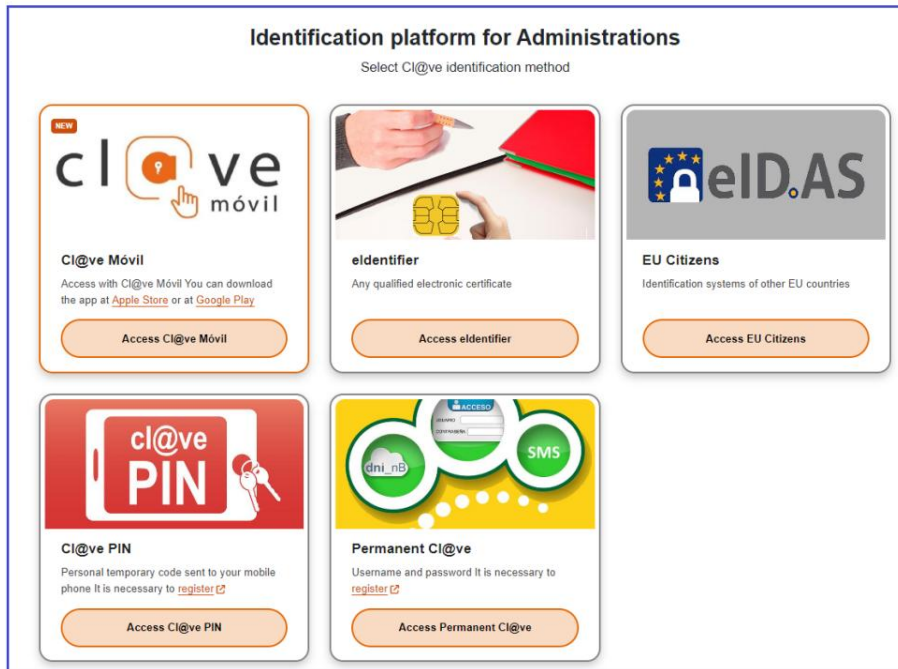 Identification platform for Administrations
Select Cl@ve identification method
NEW
cl@ve
móvil
Cl@ve Móvil
Access with Cl@ve Móvil You can download
the app at Apple Store or at Google Play
Access Cl@ve Móvil
eIdentifier
Any qualified electronic certificate
Access eIdentifier
eID.AS
EU Citizens
Identification systems of other EU countries
Access EU Citizens
cl@ve
PIN
Cl@ve PIN
Personal temporary code sent to your mobile
phone It is necessary to register
Access Cl@ve PIN
ACCESO
USUARIO
CONTRASEÑA
dni_nB
SMS
Permanent Cl@ve
Username and password It is necessary to
register
Access Permanent Cl@ve